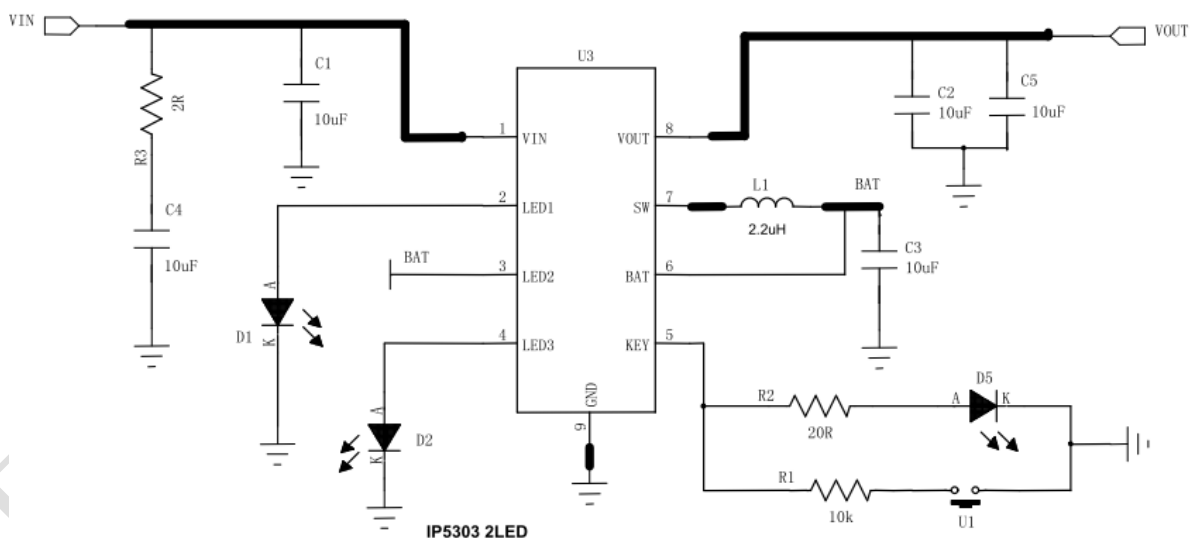 VIN
VOUT
U3
C1
10uF
2R
R3
C4
10uF
1
VIN
VOUT
8
C2
10uF
C5
10uF
2
LED1
SW
7
L1
2.2uH
BAT
BAT
3
LED2
BAT
6
C3
10uF
A
D1
K
4
LED3
KEY
5
GND
9
A
D2
K
R2
20R
A
D5
K
R1
10k
U1
IP5303 2LED